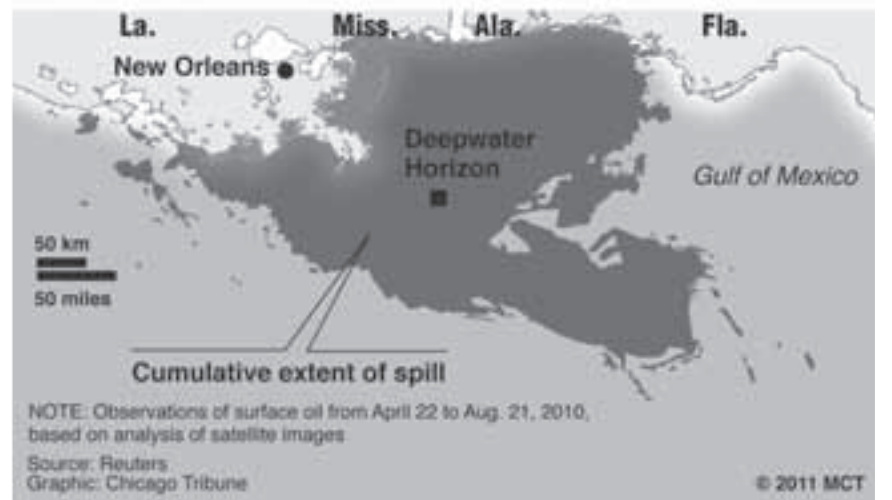 La. Miss. Ala. Fla.
New Orleans
Deepwater
Horizon
Gulf of Mexico
50 km
50 miles
Cumulative extent of spill
NOTE: Observations of surface oil from April 22 to Aug. 21, 2010,
based on analysis of satellite images
Source: Reuters
Graphic: Chicago Tribune
© 2011 MCT